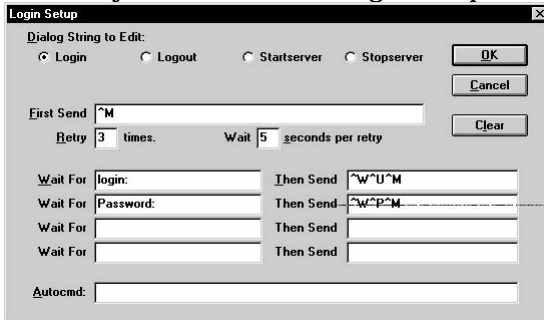 Login Setup
Dialog String to Edit:
Login Logout Startserver Stopserver
OK
Cancel
Clear
First Send ^M
Retry 3 times. Wait 5 seconds per retry
Wait For login: Then Send ^W^U^M
Wait For Password: Then Send ^W^P^M
Wait For Then Send
Wait For Then Send
Autocmd: